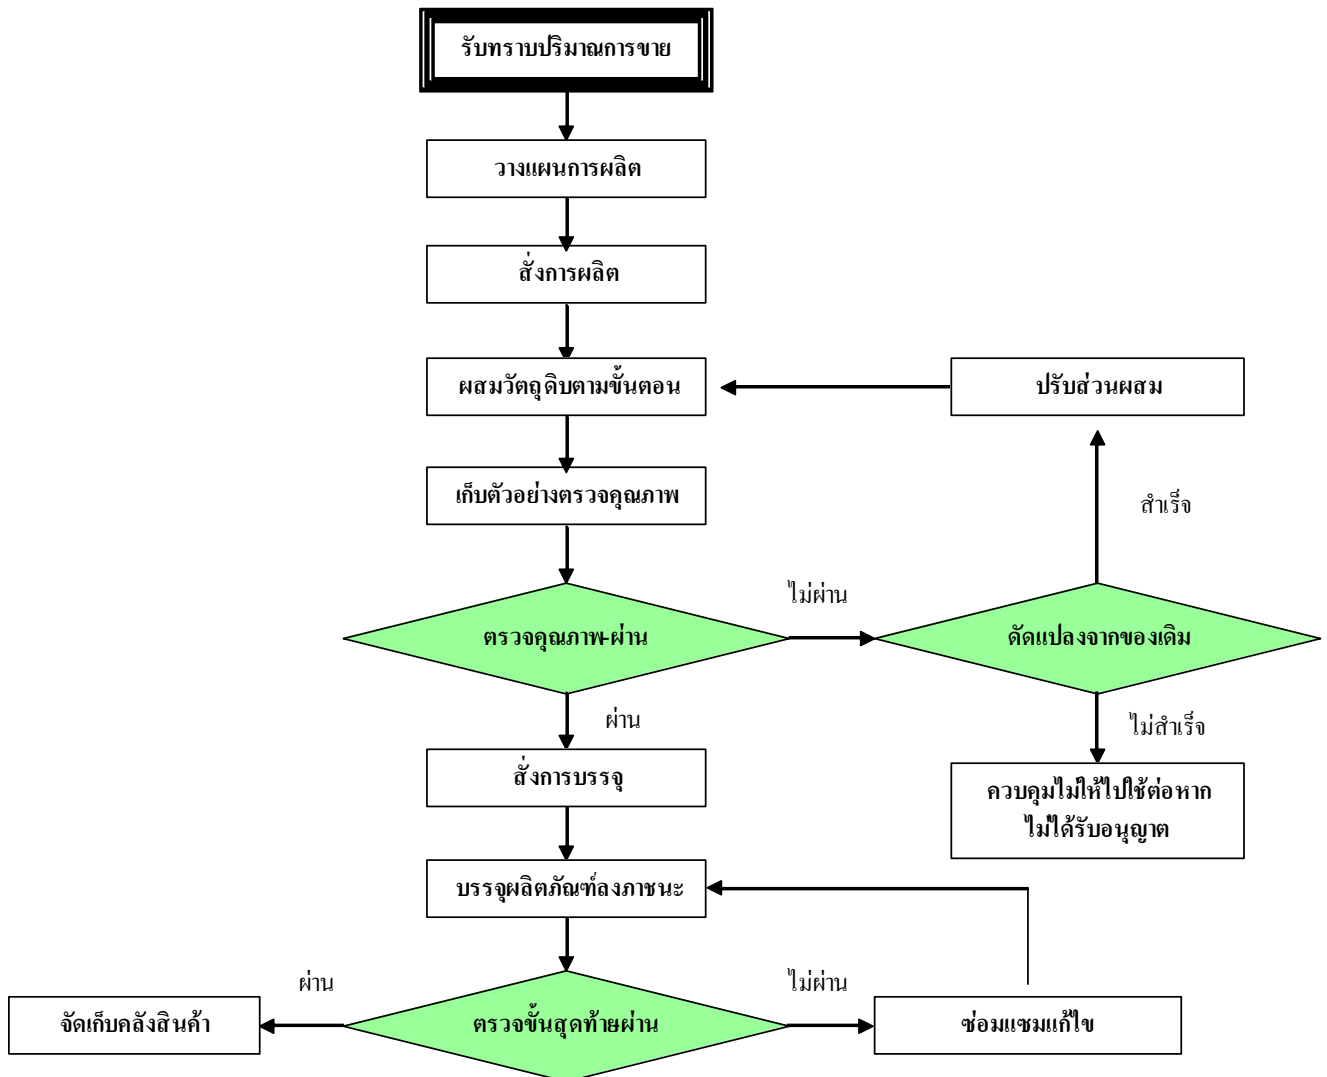 รับทราบปริมาณการขาย
วางแผนการผลิต
สั่งการผลิต
ผสมวัตถุดิบตามขั้นตอน
ปรับส่วนผสม
เก็บตัวอย่างตรวจคุณภาพ
สำเร็จ
ไม่ผ่าน
ตรวจคุณภาพ-ผ่าน
ดัดแปลงจากของเดิม
ผ่าน
ไม่สำเร็จ
สั่งการบรรจุ
ควบคุมไม่ให้ไปใช้ต่อหาก
ไม่ได้รับอนุญาต
บรรจุผลิตภัณฑ์ลงภาชนะ
ผ่าน
ไม่ผ่าน
จัดเก็บคลังสินค้า
ตรวจขั้นสุดท้ายผ่าน
ซ่อมแซมแก้ไข